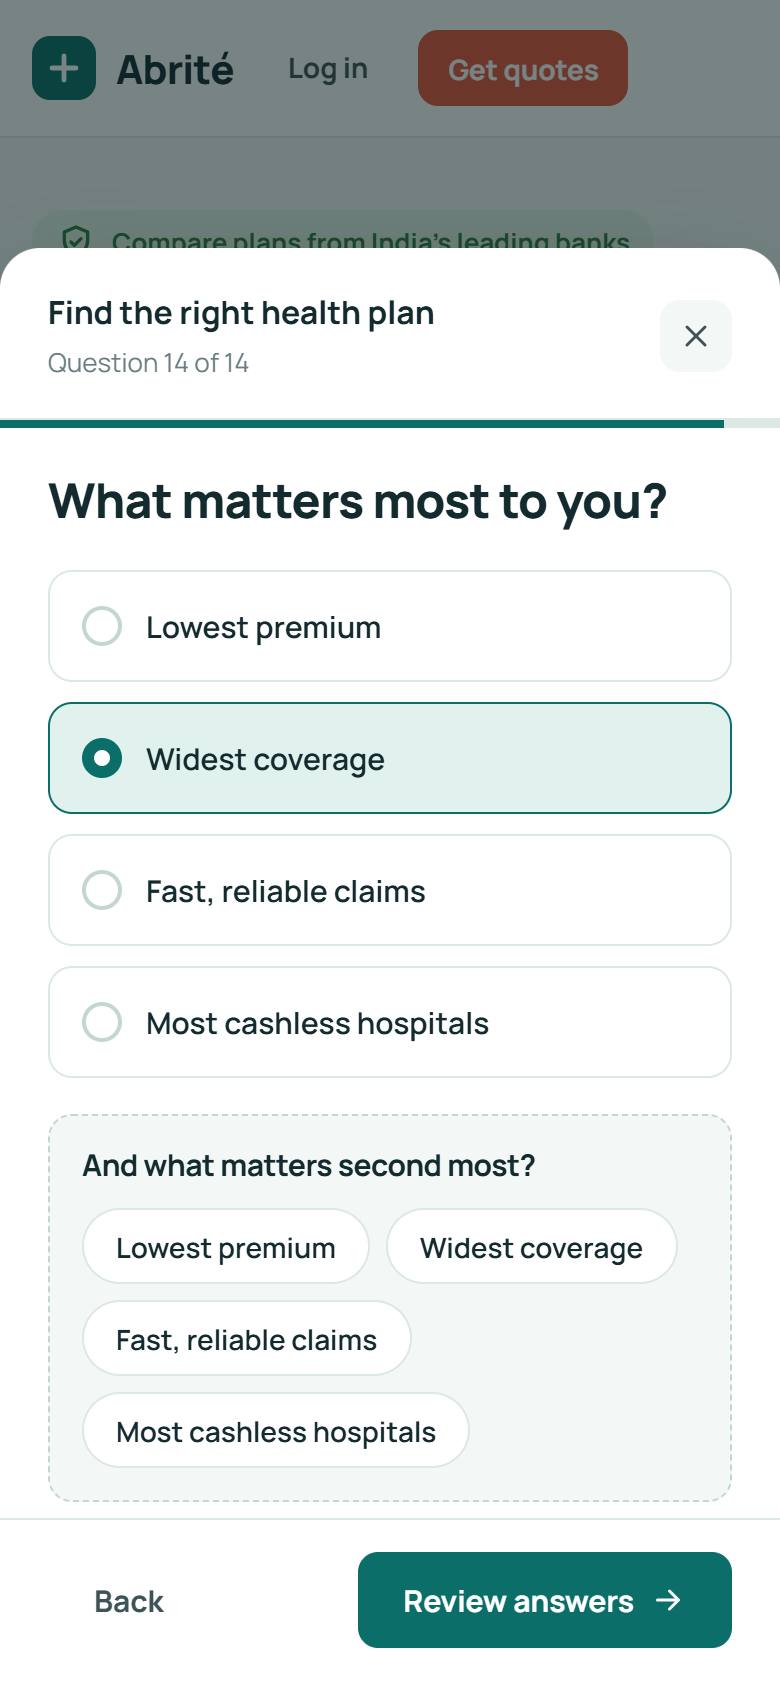 Abrité
Log in
Get quotes
Compare plans from India's leading banks
Find the right health plan
Question 14 of 14
What matters most to you?
Lowest premium
Widest coverage
Fast, reliable claims
Most cashless hospitals
And what matters second most?
Lowest premium
Widest coverage
Fast, reliable claims
Most cashless hospitals
Back
Review answers